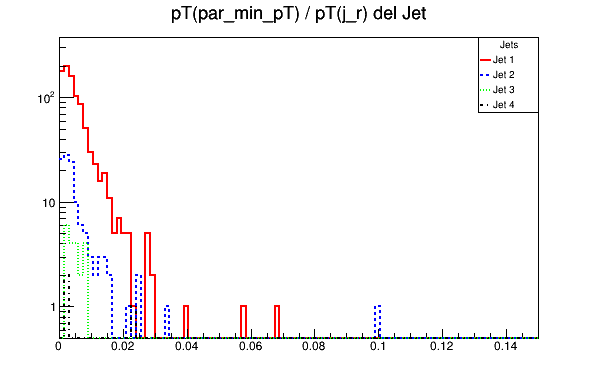 pT(par_min_pT) / pT(j_r) del Jet
Jets
Jet 1
Jet 2
Jet 3
Jet 4
10²
10
1
0 0.02 0.04 0.06 0.08 0.1 0.12 0.14